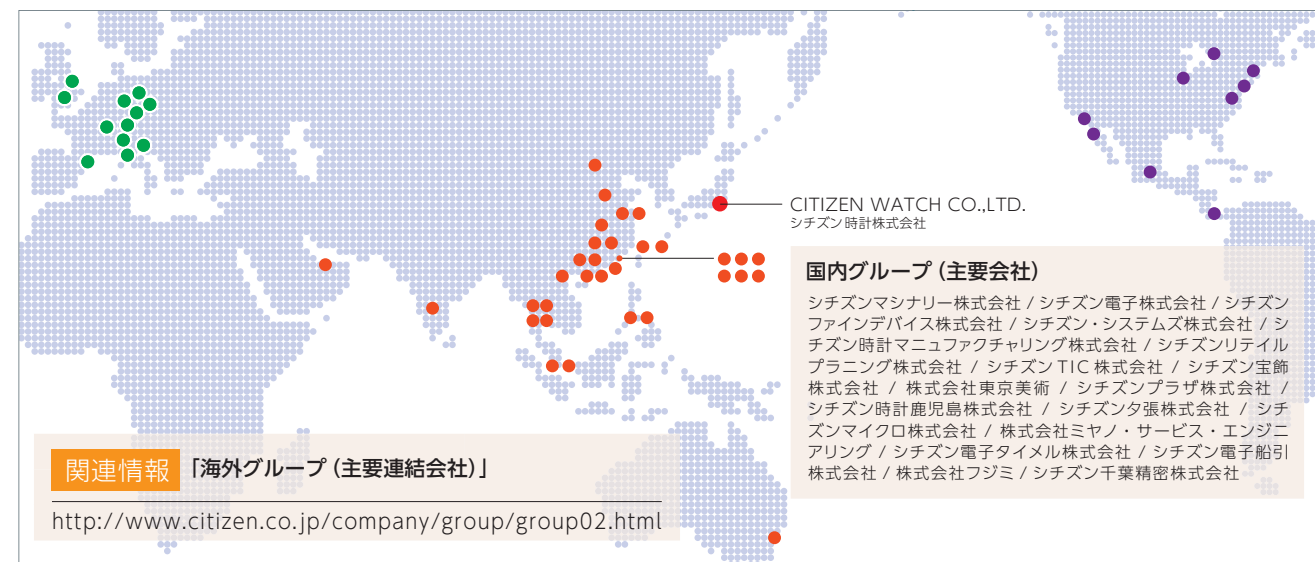 CITIZEN WATCH CO.,LTD.
シチズン時計株式会社
国内グループ（主要会社）
シチズンマシナリー株式会社 / シチズン電子株式会社 / シチズン
ファインデバイス株式会社 / シチズン・システムズ株式会社 / シ
チズン時計マニュファクチャリング株式会社 / シチズンリテイル
プラニング株式会社 / シチズンTIC株式会社 / シチズン宝飾
株式会社 / 株式会社東京美術 / シチズンプラザ株式会社 /
シチズン時計鹿児島株式会社 / シチズン夕張株式会社 / シチ
ズンマイクロ株式会社 / 株式会社ミヤノ・サービス・エンジニ
アリング / シチズン電子タイメル株式会社 / シチズン電子船引
株式会社 / 株式会社フジミ / シチズン千葉精密株式会社
関連情報 「海外グループ（主要連結会社）」
http://www.citizen.co.jp/company/group/group02.html